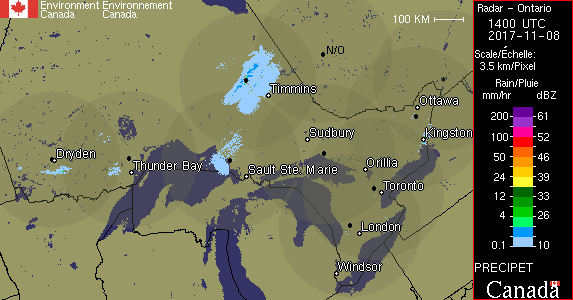 Environment Environnement
Canada Canada
100 KM
N/O
Timmins
Ottawa
Sudbury
Kingston
Dryden
Thunder Bay
Sault Ste. Marie
Orillia
Toronto
London
Windsor
Radar - Ontario
1400 UTC
2017-11-08
Scale/Échelle:
3.5 km/Pixel
Rain/Pluie
mm/hr dBZ
200 61
100 52
50 46
24 39
12 33
4 26
0.1 10
PRECIPET
Canada